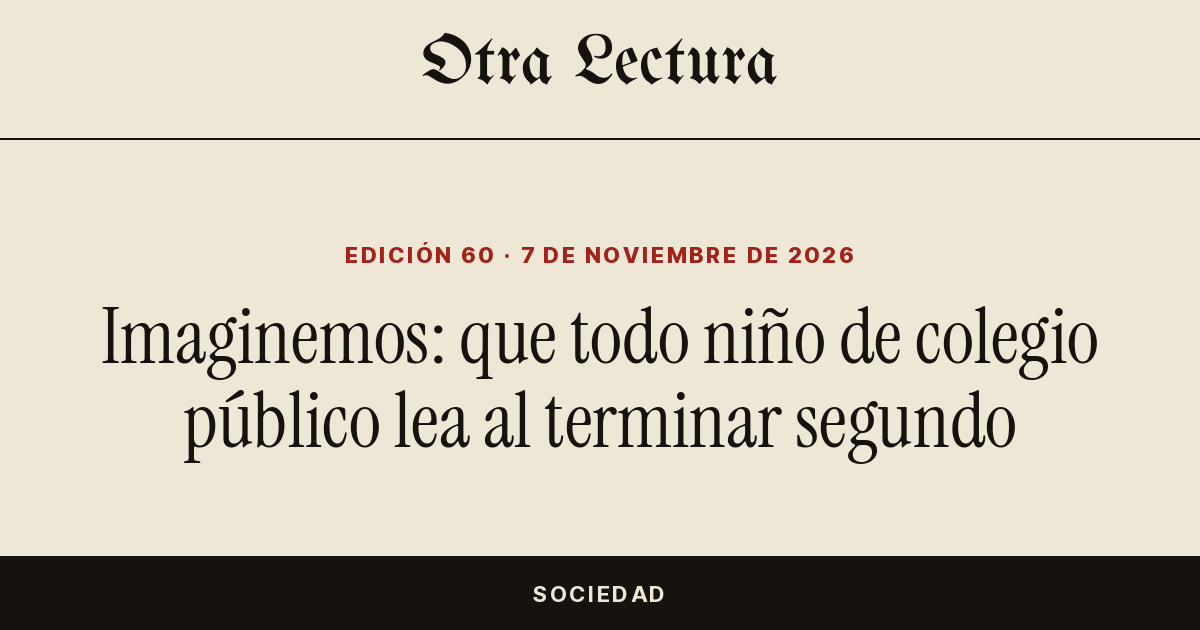 Otra Lectura
EDICIÓN 60 · 7 DE NOVIEMBRE DE 2026
Imaginemos: que todo niño de colegio
público lea al terminar segundo
SOCIEDAD